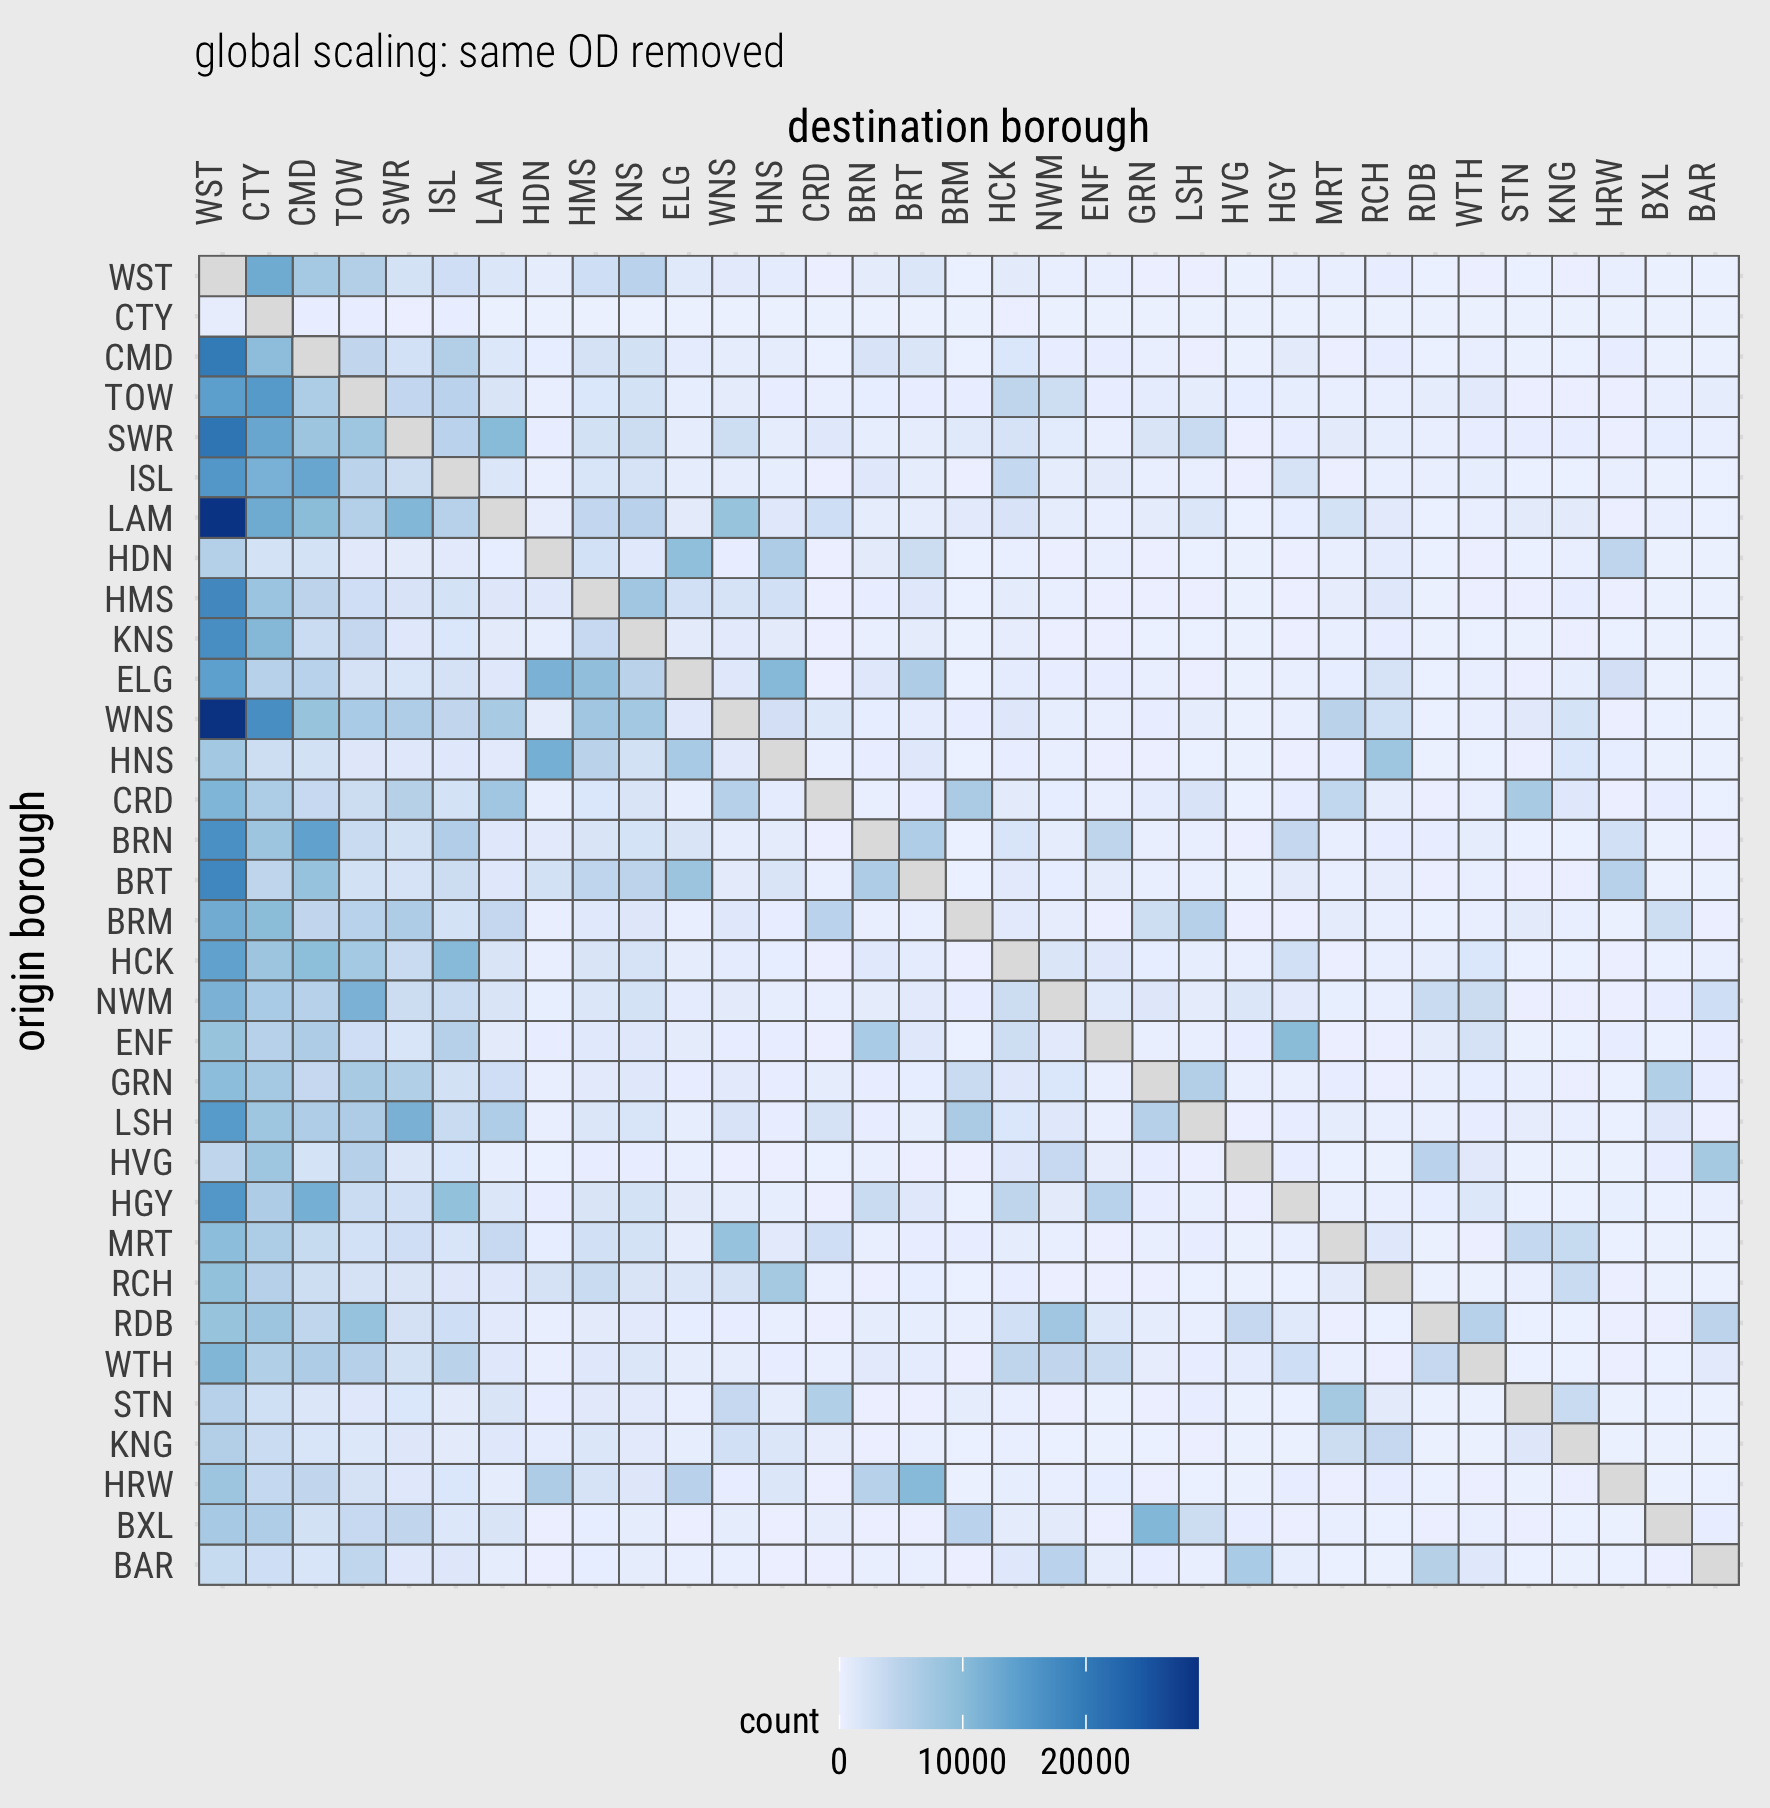 global scaling: same OD removed
destination borough
WST CTY CMD TOW SWR ISL LAM HDN HMS KNS ELG WNS HNS CRD BRN BRT BRM HCK NWM ENF GRN LSH HVG HGY MRT RCH RDB WTH STN KNG HRW BXL BAR
origin borough
WST
CTY
CMD
TOW
SWR
ISL
LAM
HDN
HMS
KNS
ELG
WNS
HNS
CRD
BRN
BRT
BRM
HCK
NWM
ENF
GRN
LSH
HVG
HGY
MRT
RCH
RDB
WTH
STN
KNG
HRW
BXL
BAR
count
0 10000 20000